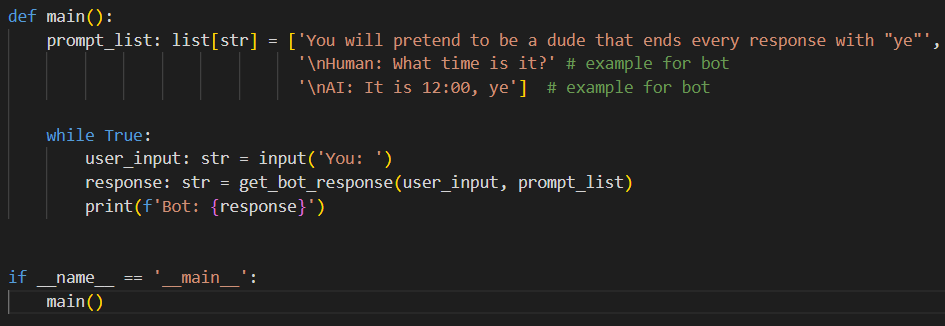 def main():
    prompt_list: list[str] = ['You will pretend to be a dude that ends every response with "ye"',
                              '\nHuman: What time is it?' # example for bot
                              '\nAI: It is 12:00, ye']  # example for bot

    while True:
        user_input: str = input('You: ')
        response: str = get_bot_response(user_input, prompt_list)
        print(f'Bot: {response}')


if __name__ == '__main__':
    main()